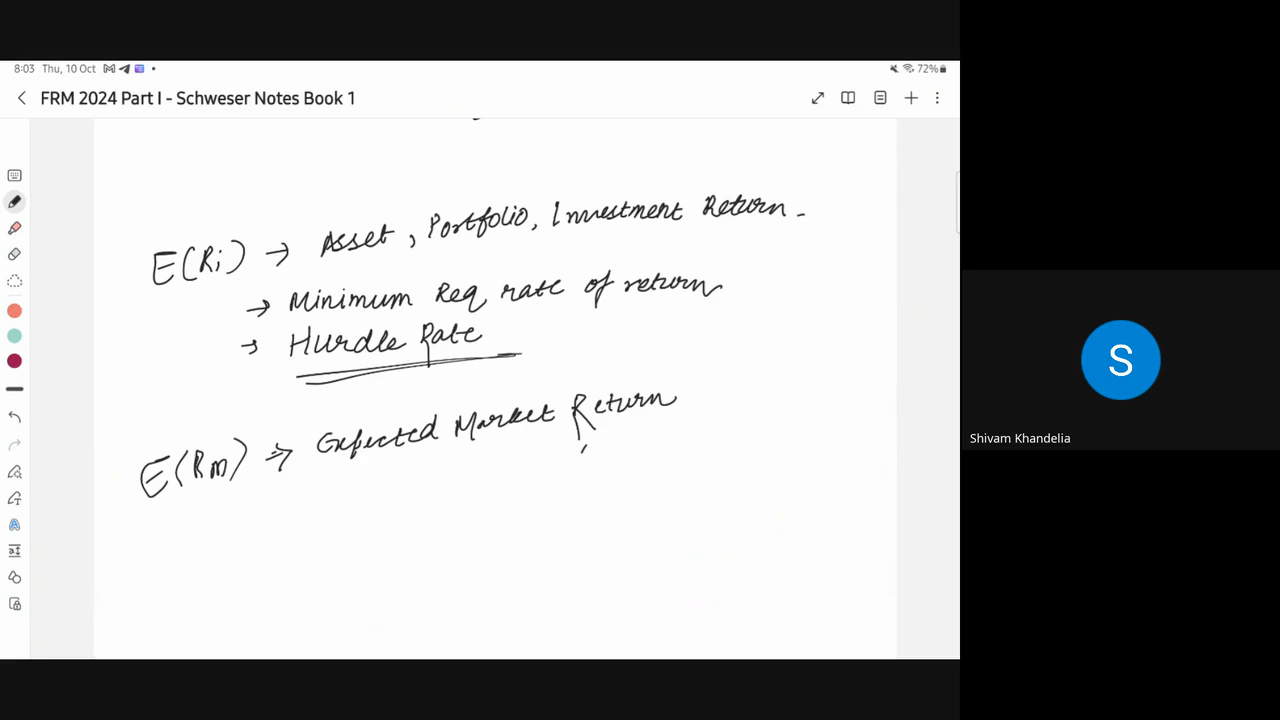 8:03 Thu, 10 Oct 72%
FRM 2024 Part I - Schweser Notes Book 1
E(Ri) → Asset, Portfolio, Investment Return.
→ Minimum Req rate of return
→ Hurdle Rate
E(Rm) ⇒ Expected Market Return
S
Shivam Khandelia